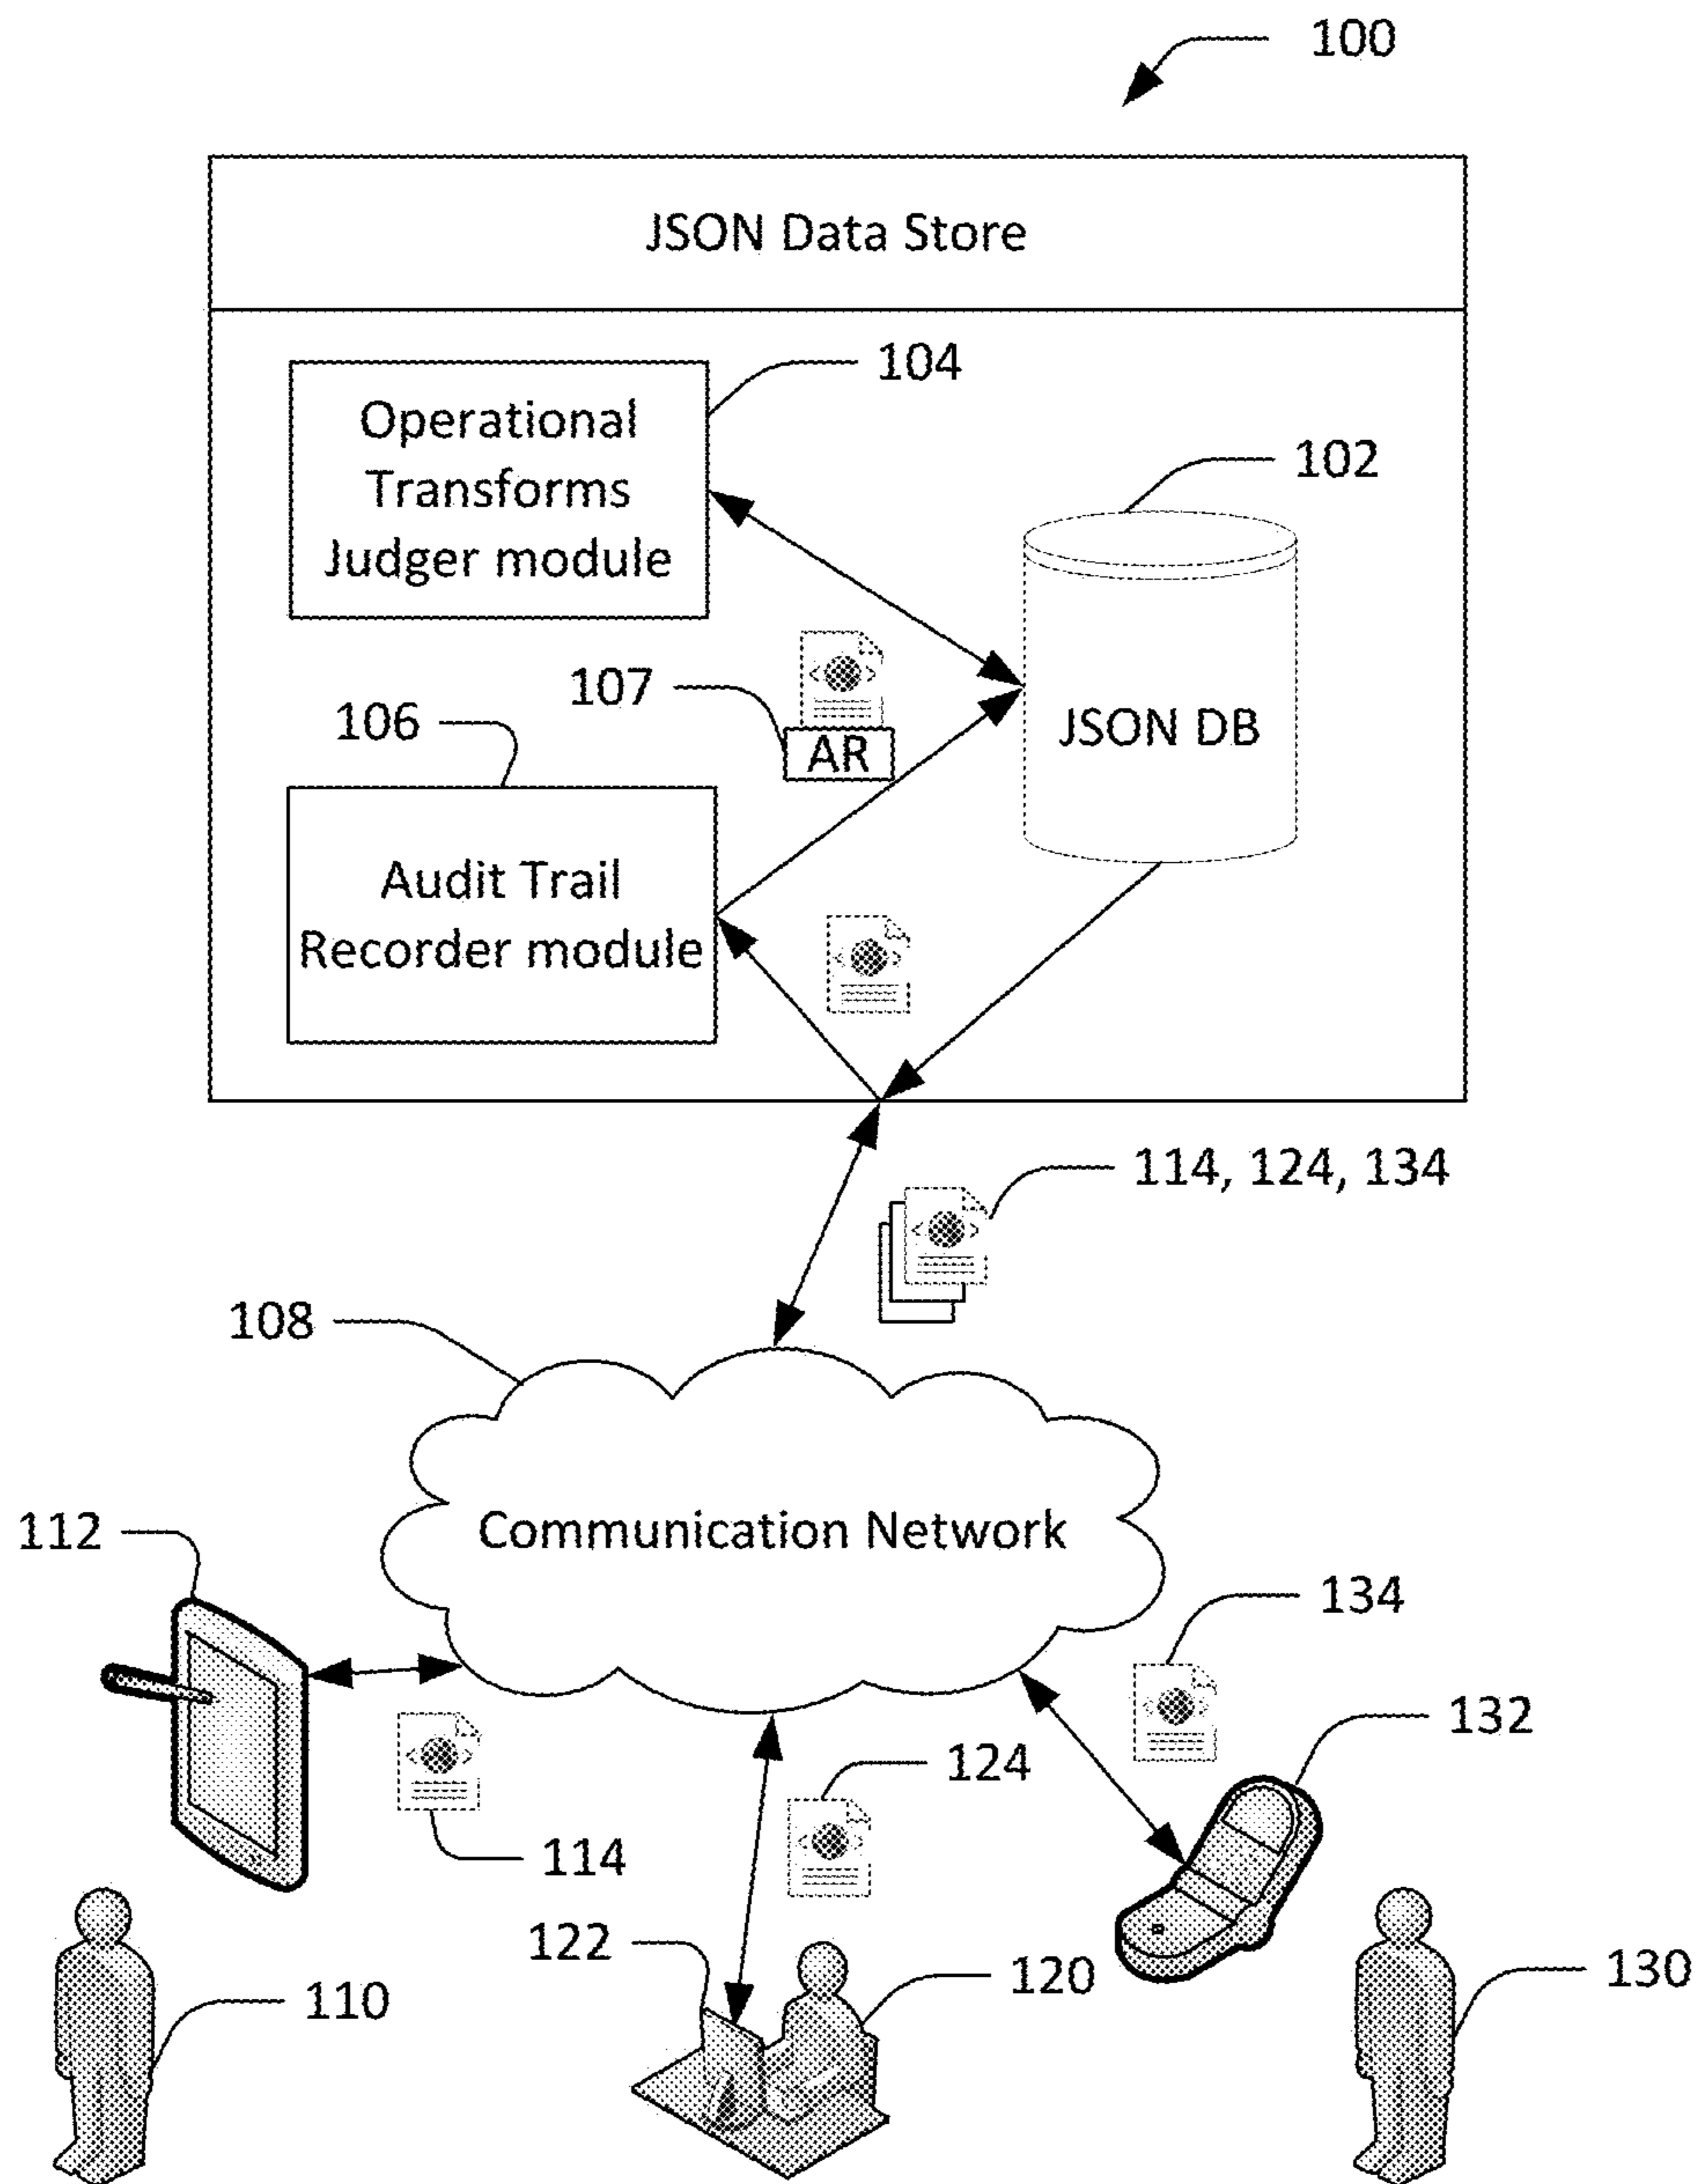 100
JSON Data Store
104
Operational
Transforms
Judger module
102
107
AR
JSON DB
106
Audit Trail
Recorder module
114, 124, 134
108
Communication Network
112
134
132
124
114
122
120
130
110